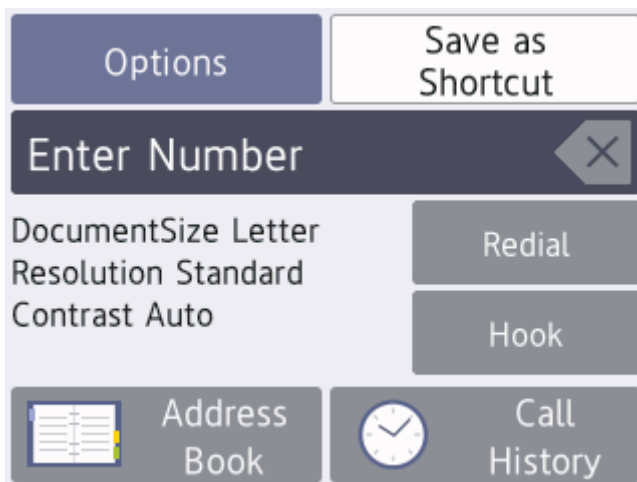 Options
Save as
Shortcut
Enter Number
DocumentSize Letter
Resolution Standard
Contrast Auto
Redial
Hook
Address
Book
Call
History